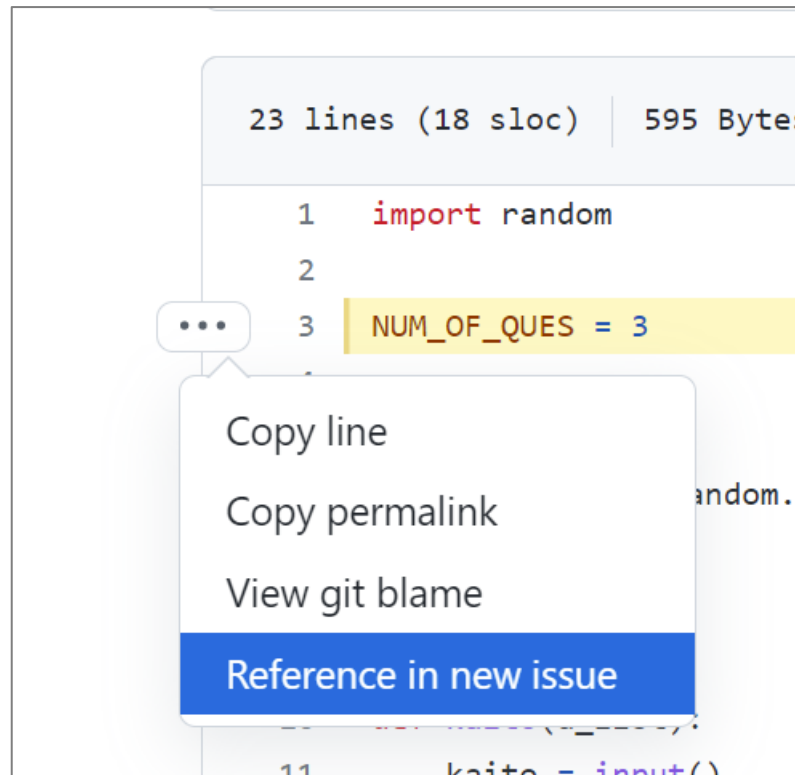 23 lines (18 sloc) 595 Bytes
1 import random
2
3 NUM_OF_QUES = 3
Copy line
Copy permalink
andom.
View git blame
Reference in new issue
11 kaito = input()